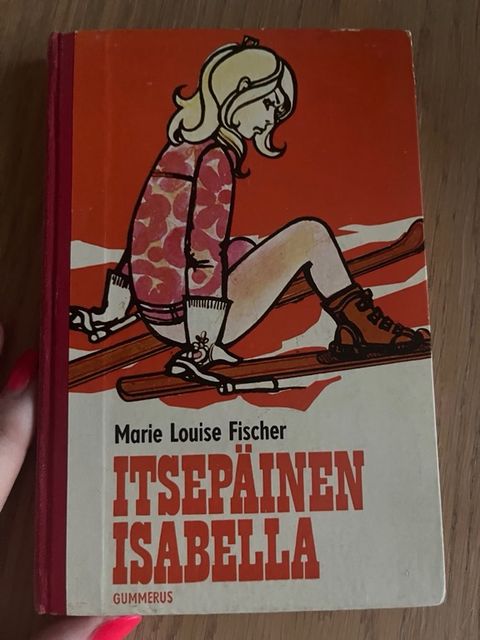 Marie Louise Fischer
ITSEPÄINEN
ISABELLA
GUMMERUS